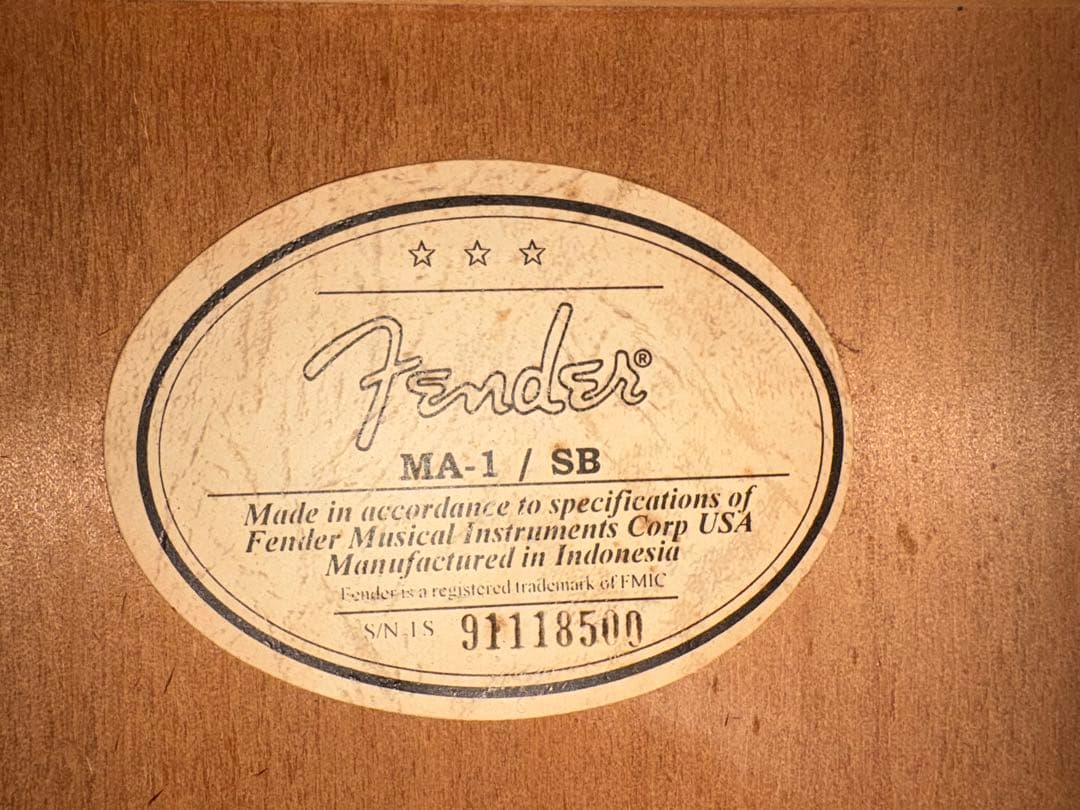 ☆ ☆ ☆
Fender®
MA-1 / SB
Made in accordance to specifications of
Fender Musical Instruments Corp USA
Manufactured in Indonesia
Fender is a registered trademark of FMIC
S/N IS 91118500